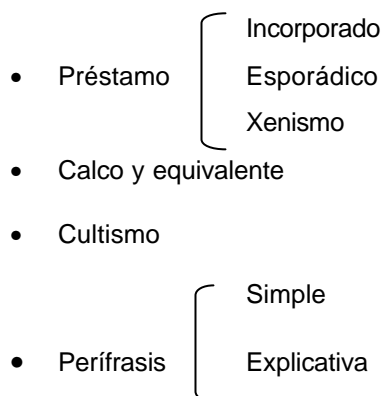 Incorporado
• Préstamo Esporádico
Xenismo
• Calco y equivalente
• Cultismo
Simple
• Perífrasis Explicativa